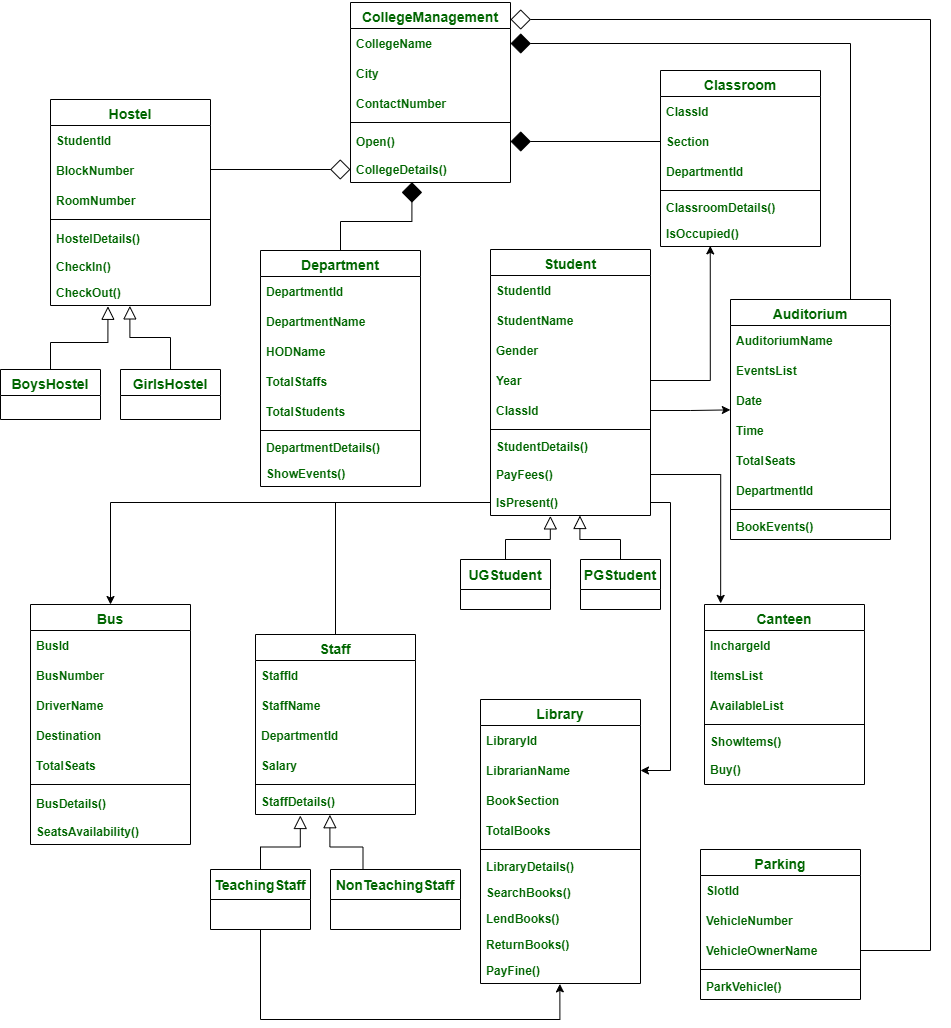 CollegeManagement
CollegeName
City
ContactNumber
Open()
CollegeDetails()
Classroom
ClassId
Section
DepartmentId
ClassroomDetails()
IsOccupied()
Hostel
StudentId
BlockNumber
RoomNumber
HostelDetails()
CheckIn()
CheckOut()
BoysHostel
GirlsHostel
Department
DepartmentId
DepartmentName
HODName
TotalStaffs
TotalStudents
DepartmentDetails()
ShowEvents()
Student
StudentId
StudentName
Gender
Year
ClassId
StudentDetails()
PayFees()
IsPresent()
UGStudent
PGStudent
Auditorium
AuditoriumName
EventsList
Date
Time
TotalSeats
DepartmentId
BookEvents()
Bus
BusId
BusNumber
DriverName
Destination
TotalSeats
BusDetails()
SeatsAvailability()
Staff
StaffId
StaffName
DepartmentId
Salary
StaffDetails()
TeachingStaff
NonTeachingStaff
Library
LibraryId
LibrarianName
BookSection
TotalBooks
LibraryDetails()
SearchBooks()
LendBooks()
ReturnBooks()
PayFine()
Canteen
InchargeId
ItemsList
AvailableList
ShowItems()
Buy()
Parking
SlotId
VehicleNumber
VehicleOwnerName
ParkVehicle()